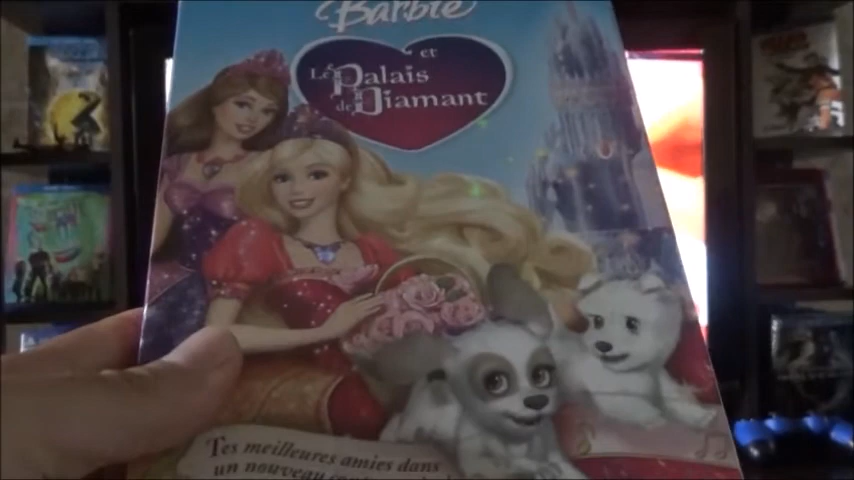 Barbie
et
Le Palais
de Diamant
Tes meilleures amies dans
un nouveau